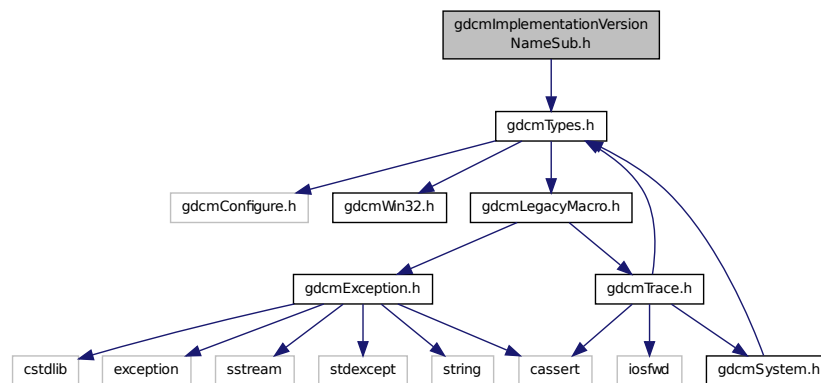 gdcmImplementationVersion
NameSub.h
gdcmTypes.h
gdcmConfigure.h
gdcmWin32.h
gdcmLegacyMacro.h
gdcmException.h
gdcmTrace.h
cstdlib
exception
sstream
stdexcept
string
cassert
iosfwd
gdcmSystem.h